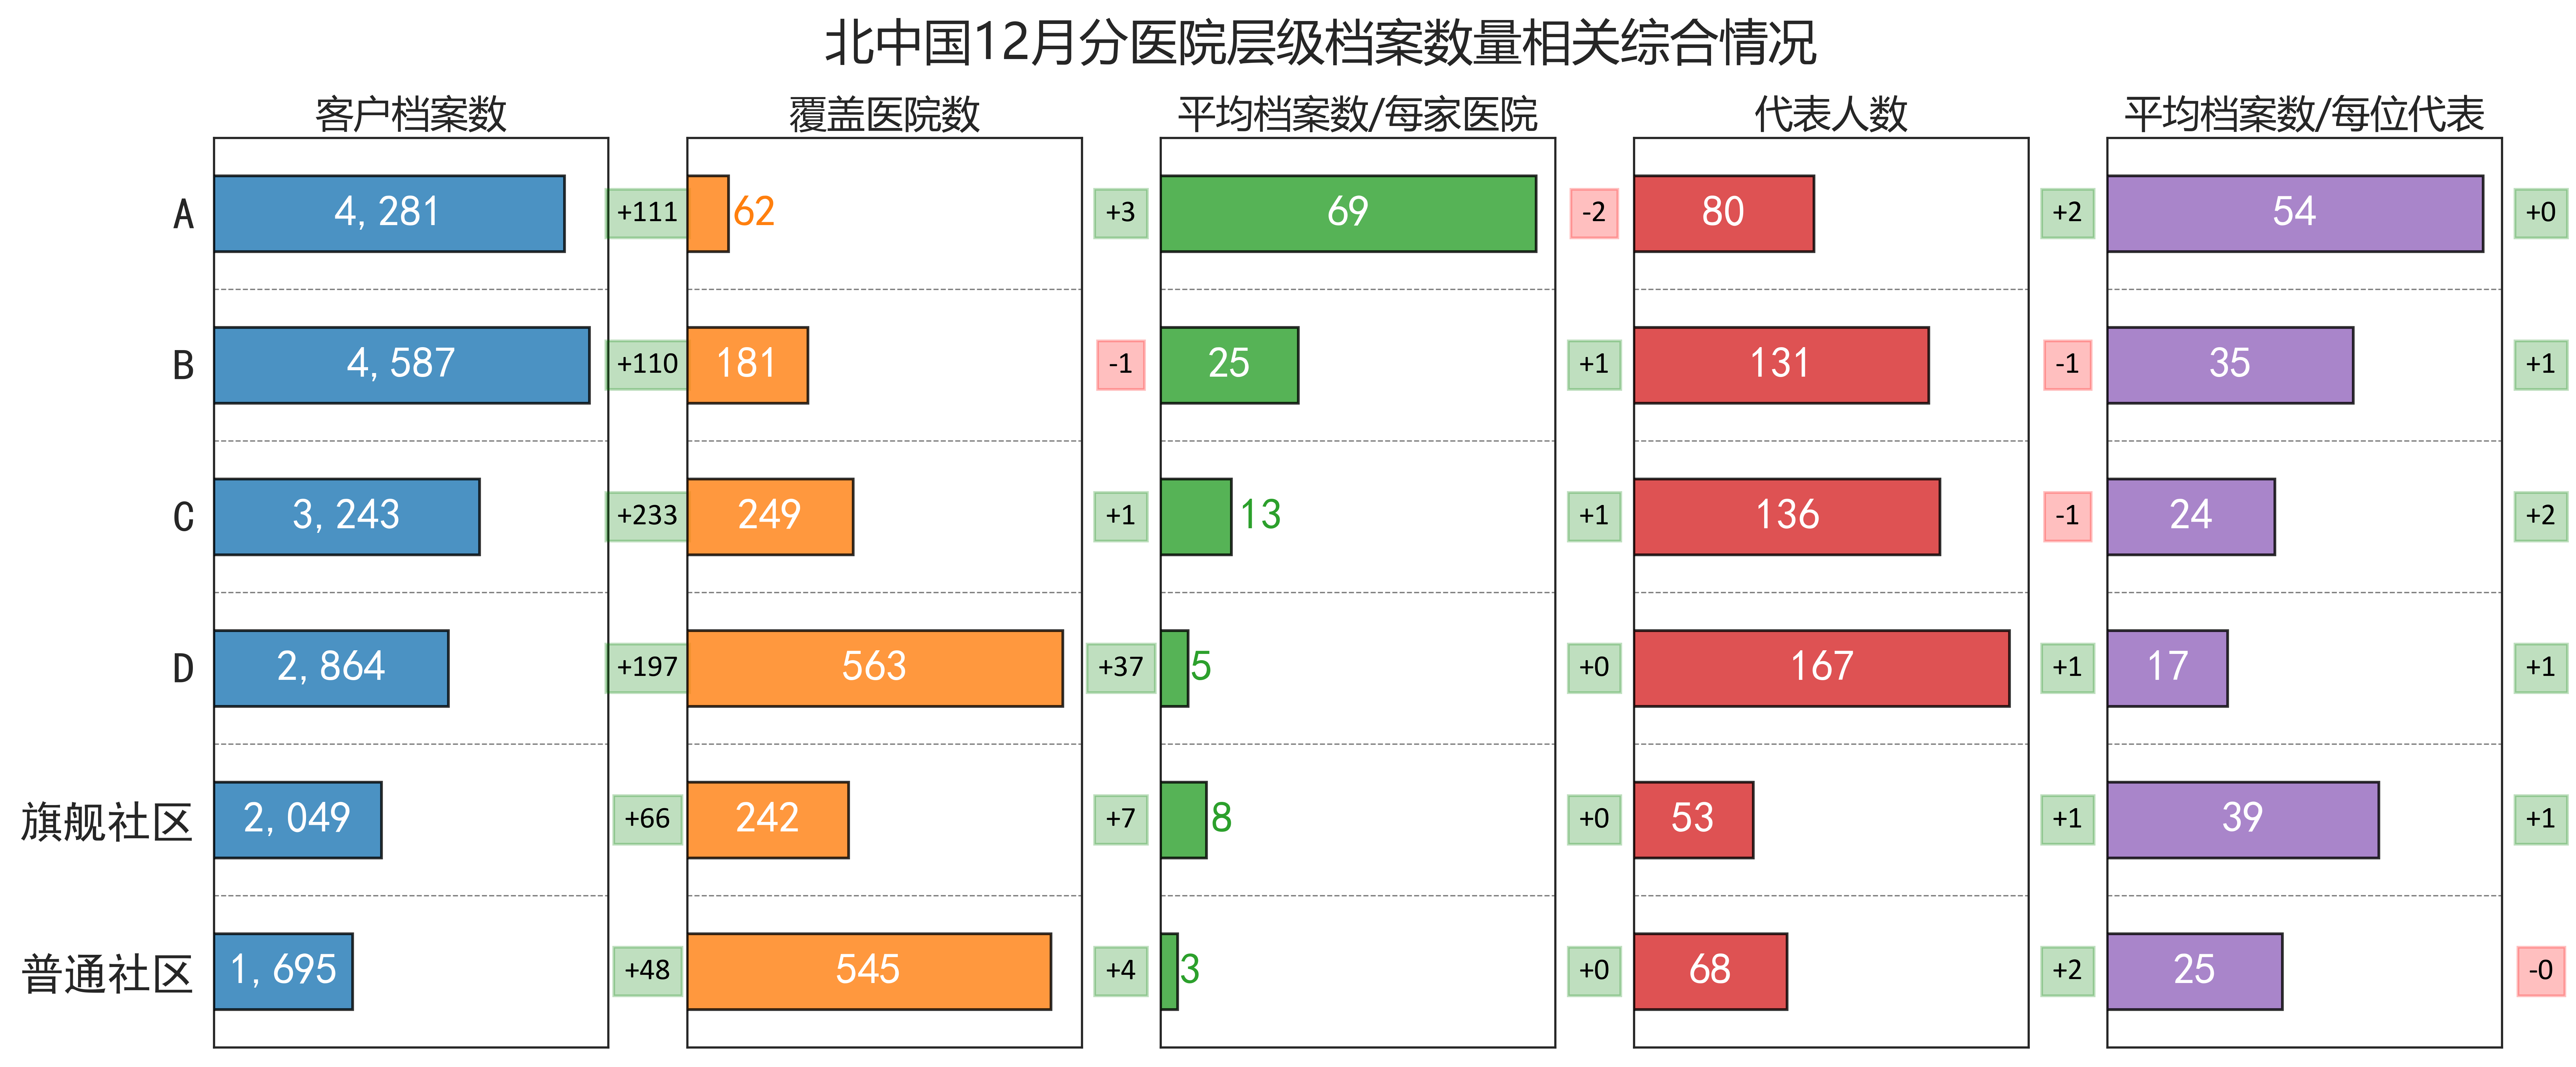 北中国12月分医院层级档案数量相关综合情况
客户档案数 覆盖医院数 平均档案数/每家医院 代表人数 平均档案数/每位代表
A 4, 281 +111 62 +3 69 -2 80 +2 54 +0
B 4, 587 +110 181 -1 25 +1 131 -1 35 +1
C 3, 243 +233 249 +1 13 +1 136 -1 24 +2
D 2, 864 +197 563 +37 5 +0 167 +1 17 +1
旗舰社区 2, 049 +66 242 +7 8 +0 53 +1 39 +1
普通社区 1, 695 +48 545 +4 3 +0 68 +2 25 -0